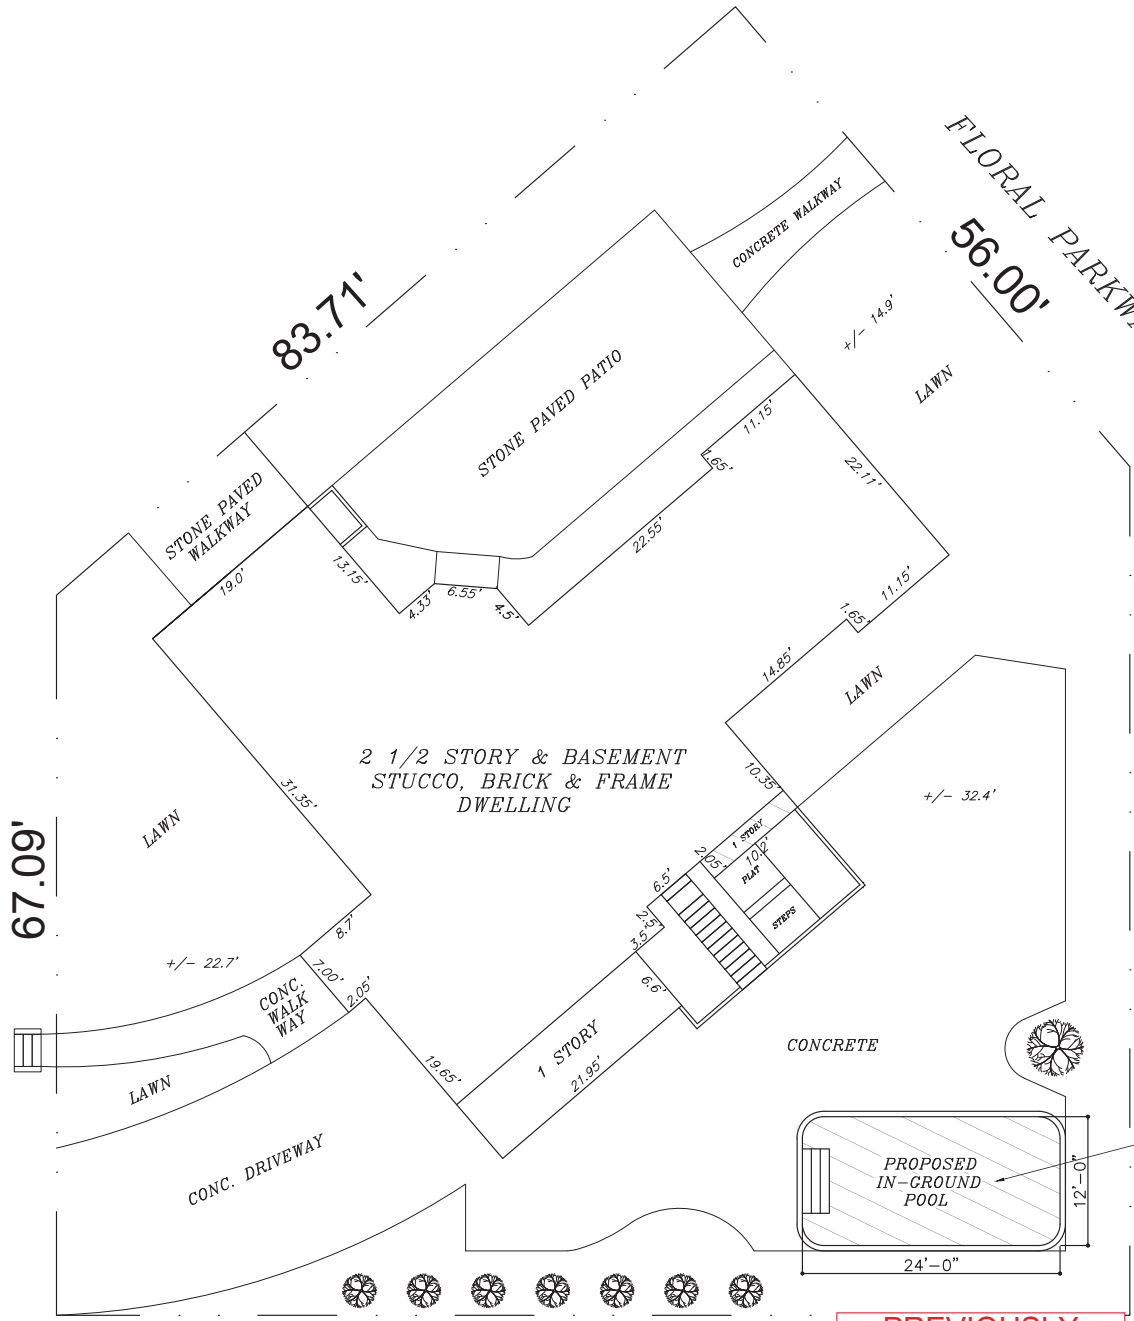 FLORAL PARKWA
56.00'
83.71'
CONCRETE WALKWAY
+/- 14.9'
LAWN
STONE PAVED PATIO
11.15'
1.65'
22.11'
STONE PAVED
WALKWAY
22.55'
19.0'
13.15'
4.33'
6.55'
4.5'
11.15'
1.65'
14.85'
LAWN
2 1/2 STORY & BASEMENT
STUCCO, BRICK & FRAME
DWELLING
10.35'
+/- 32.4'
31.35'
LAWN
67.09'
1 STORY
10.2'
2.05'
PLAT
6.5'
STEPS
2.5'
3.5'
8.7'
+/- 22.7'
7.00'
2.05'
CONC.
WALK
WAY
6.6'
1 STORY
21.95'
19.65'
CONCRETE
LAWN
CONC. DRIVEWAY
PROPOSED
IN-GROUND
POOL
12'-0"
24'-0"
PREVIOUSLY